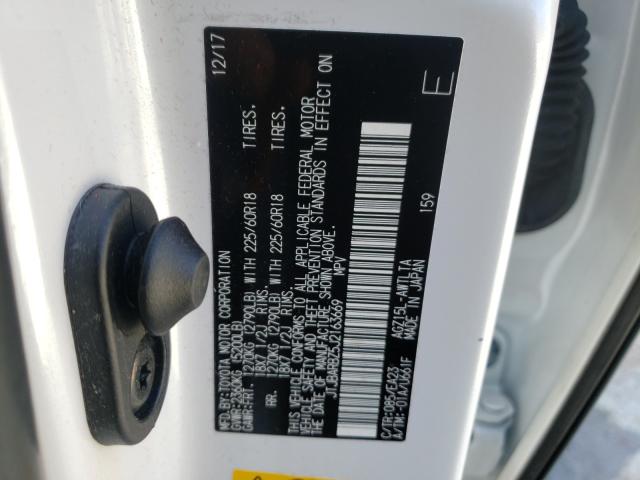 MFD.BY:TOYOTA MOTOR CORPORATION 12/17
GVWR:2360KG (5200LB)
GAWR:FRT. 1270KG (2790LB) WITH 225/60R18 TIRES.
18X7 1/2J RIMS.
RR. 1270KG (2790LB) WITH 225/60R18 TIRES.
18X7 1/2J RIMS.
THIS VEHICLE CONFORMS TO ALL APPLICABLE FEDERAL MOTOR
VEHICLE SAFETY AND THEFT PREVENTION STANDARDS IN EFFECT ON
THE DATE OF MANUFACTURE SHOWN ABOVE.
JTJBARBZ5J2163669
MPV
E
159
C/TR:085/EA23 AGZ15L-AWTLTA
A/TM:-01A/U661F MADE IN JAPAN